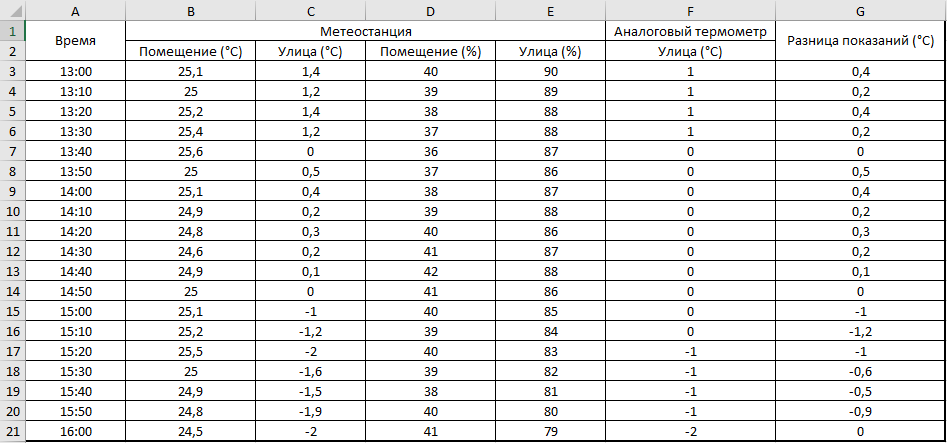 A B C D E F G
1 Время Метеостанция Аналоговый термометр Разница показаний (°C)
2 Помещение (°C) Улица (°C) Помещение (%) Улица (%) Улица (°C)
3 13:00 25,1 1,4 40 90 1 0,4
4 13:10 25 1,2 39 89 1 0,2
5 13:20 25,2 1,4 38 88 1 0,4
6 13:30 25,4 1,2 37 88 1 0,2
7 13:40 25,6 0 36 87 0 0
8 13:50 25 0,5 37 86 0 0,5
9 14:00 25,1 0,4 38 87 0 0,4
10 14:10 24,9 0,2 39 88 0 0,2
11 14:20 24,8 0,3 40 86 0 0,3
12 14:30 24,6 0,2 41 87 0 0,2
13 14:40 24,9 0,1 42 88 0 0,1
14 14:50 25 0 41 86 0 0
15 15:00 25,1 -1 40 85 0 -1
16 15:10 25,2 -1,2 39 84 0 -1,2
17 15:20 25,5 -2 40 83 -1 -1
18 15:30 25 -1,6 39 82 -1 -0,6
19 15:40 24,9 -1,5 38 81 -1 -0,5
20 15:50 24,8 -1,9 40 80 -1 -0,9
21 16:00 24,5 -2 41 79 -2 0